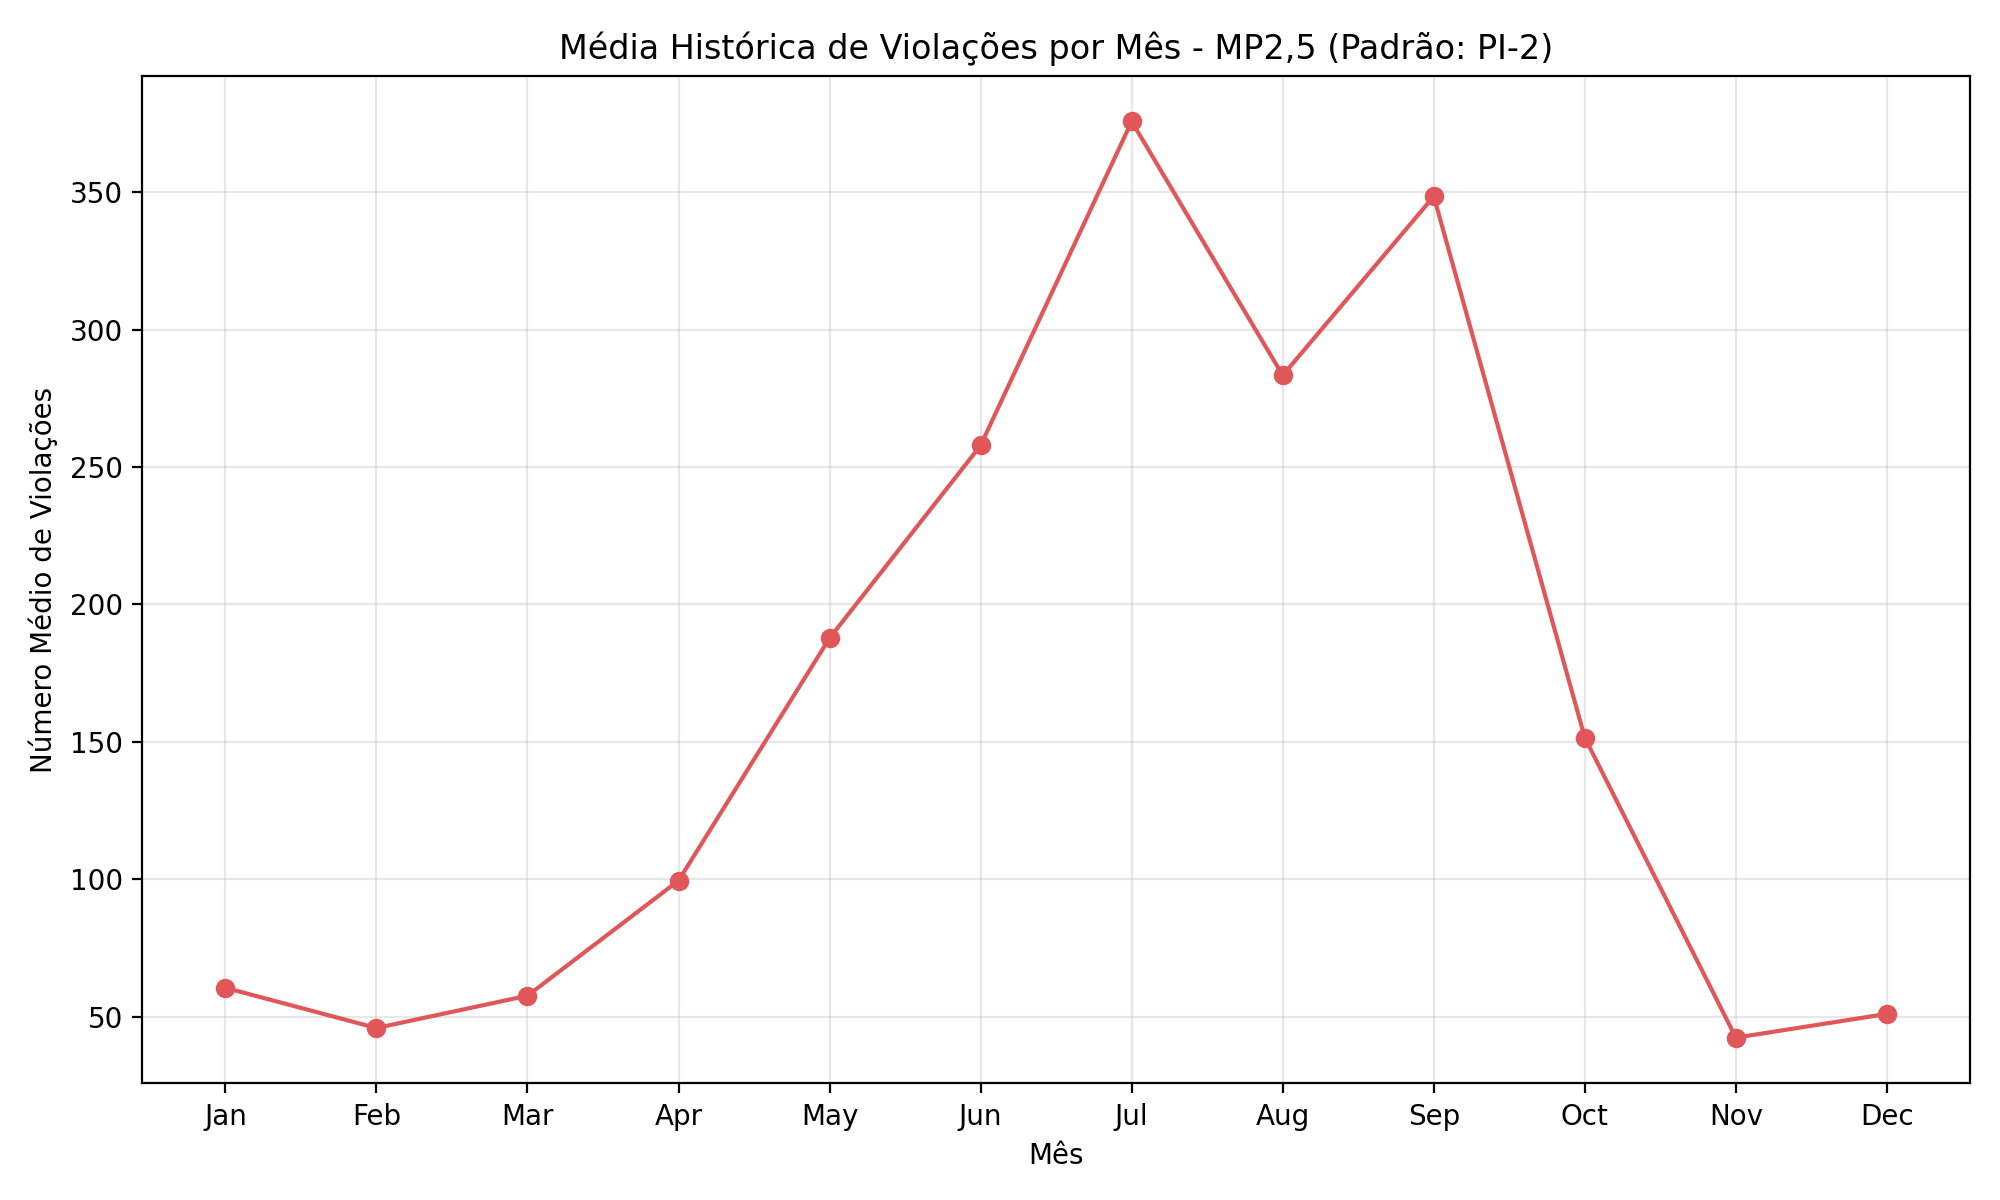 Média Histórica de Violações por Mês - MP2,5 (Padrão: PI-2)
Número Médio de Violações
350
300
250
200
150
100
50
Jan Feb Mar Apr May Jun Jul Aug Sep Oct Nov Dec
Mês